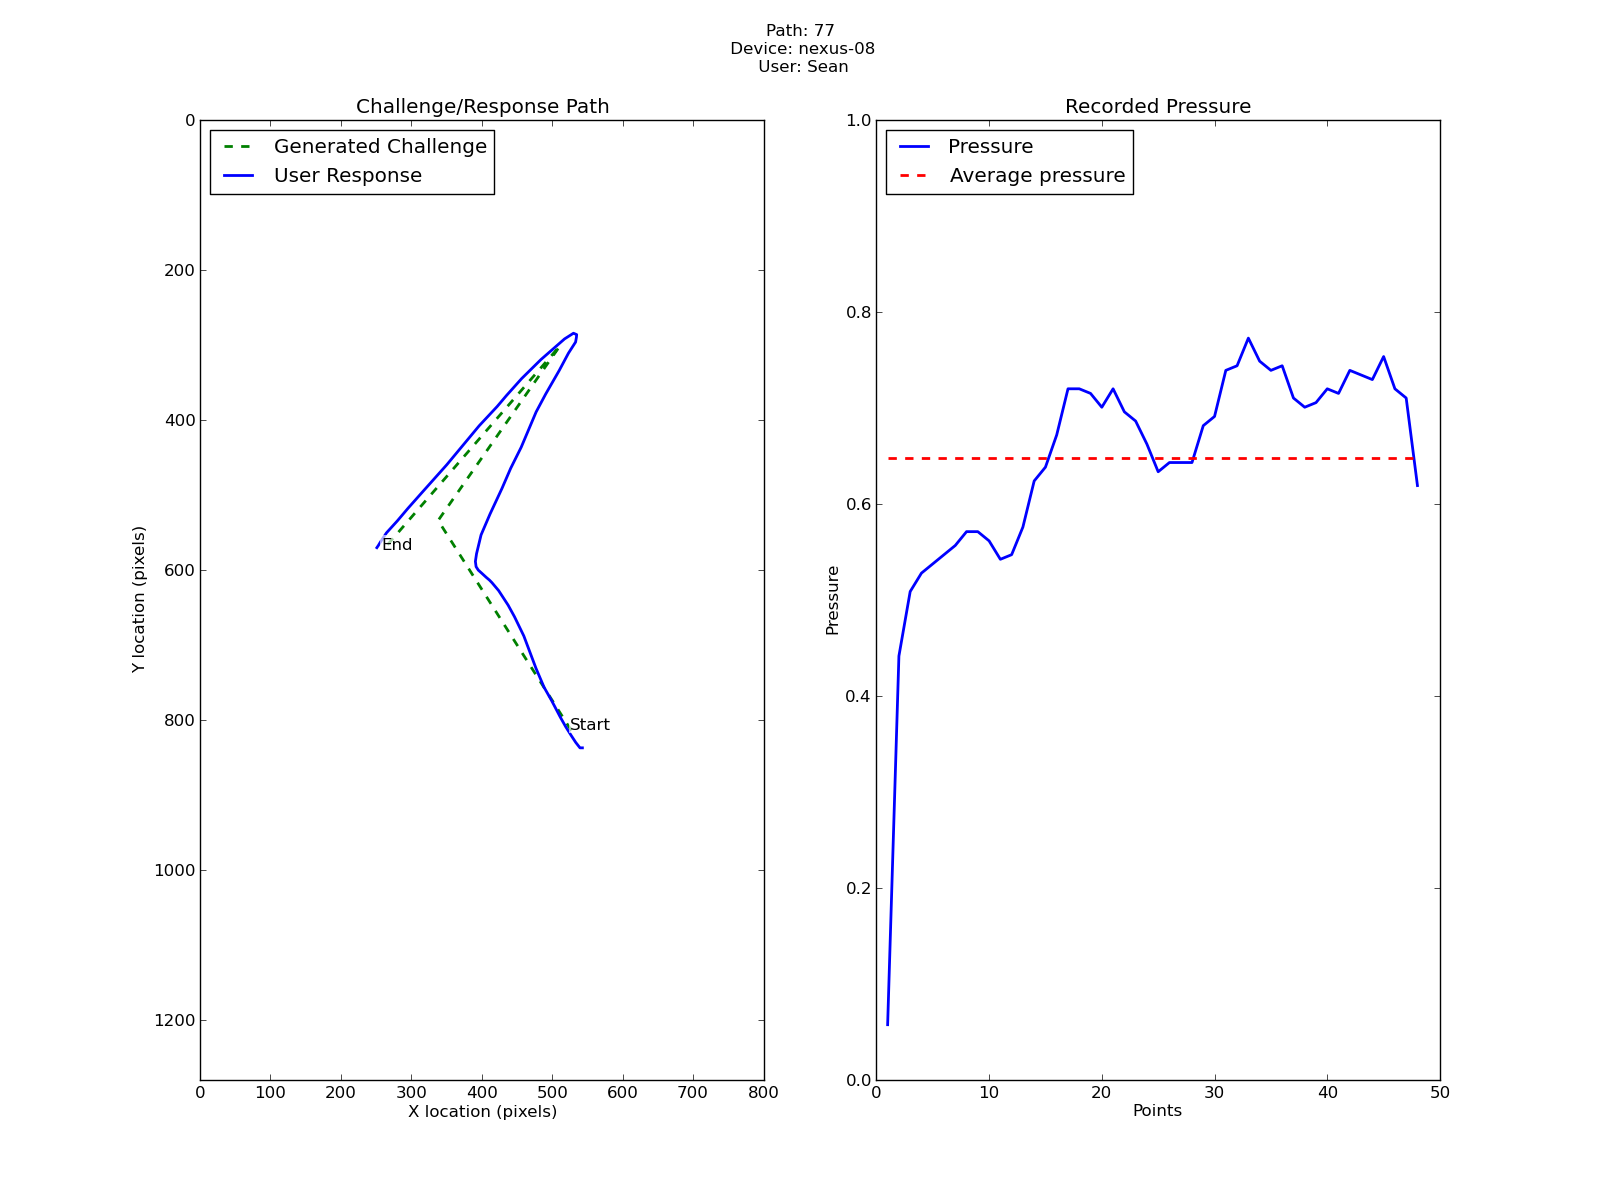 Path: 77
Device: nexus-08
User: Sean
Challenge/Response Path
Generated Challenge
User Response
0
200
400
600
800
1000
1200
Y location (pixels)
End
Start
0 100 200 300 400 500 600 700 800
X location (pixels)
Recorded Pressure
Pressure
Average pressure
1.0
0.8
0.6
0.4
0.2
0.0
Pressure
0 10 20 30 40 50
Points